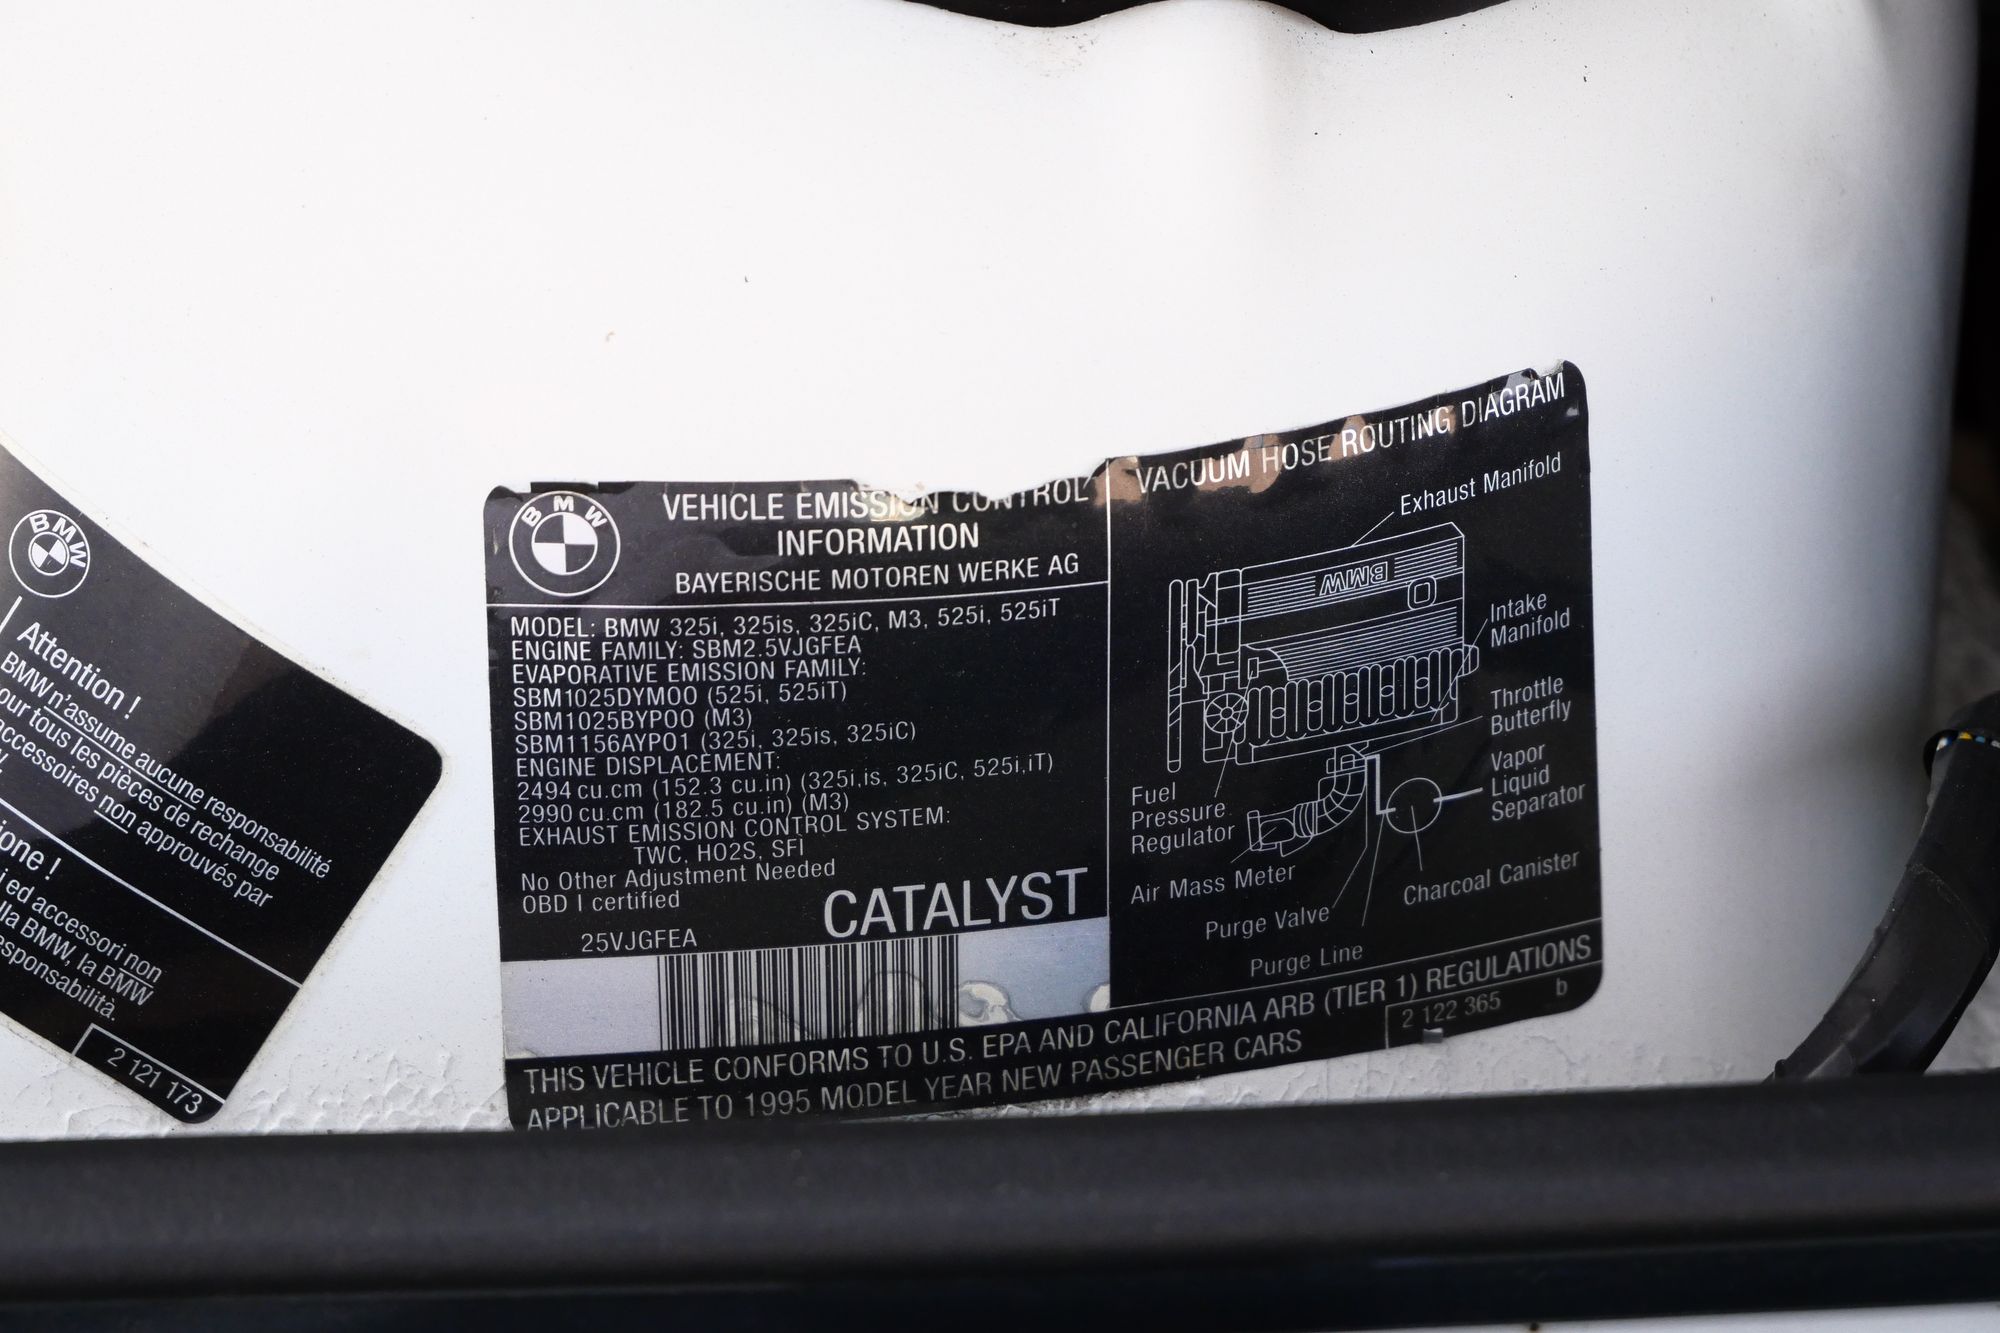 BMW
Attention !
BMW n'assume aucune responsabilité
our tous les pièces de rechange
accessoires non approuvés par
one !
i ed accessori non
lla BMW, la BMW
esponsabilità.
2 121 173
BMW
VEHICLE EMISSION CONTROL
INFORMATION
BAYERISCHE MOTOREN WERKE AG
MODEL: BMW 325i, 325is, 325iC, M3, 525i, 525iT
ENGINE FAMILY: SBM2.5VJGFEA
EVAPORATIVE EMISSION FAMILY:
SBM1025DYM00 (525i, 525iT)
SBM1025BYP00 (M3)
SBM1156AYP01 (325i, 325is, 325iC)
ENGINE DISPLACEMENT:
2494 cu.cm (152.3 cu.in) (325i,is, 325iC, 525i,iT)
2990 cu.cm (182.5 cu.in) (M3)
EXHAUST EMISSION CONTROL SYSTEM:
TWC, HO2S, SFI
No Other Adjustment Needed
OBD I certified
CATALYST
25VJGFEA
VACUUM HOSE ROUTING DIAGRAM
Exhaust Manifold
BMW
Intake
Manifold
Throttle
Butterfly
Vapor
Liquid
Separator
Fuel
Pressure
Regulator
Air Mass Meter
Charcoal Canister
Purge Valve
Purge Line
THIS VEHICLE CONFORMS TO U.S. EPA AND CALIFORNIA ARB (TIER 1) REGULATIONS
APPLICABLE TO 1995 MODEL YEAR NEW PASSENGER CARS
2 122 365 b